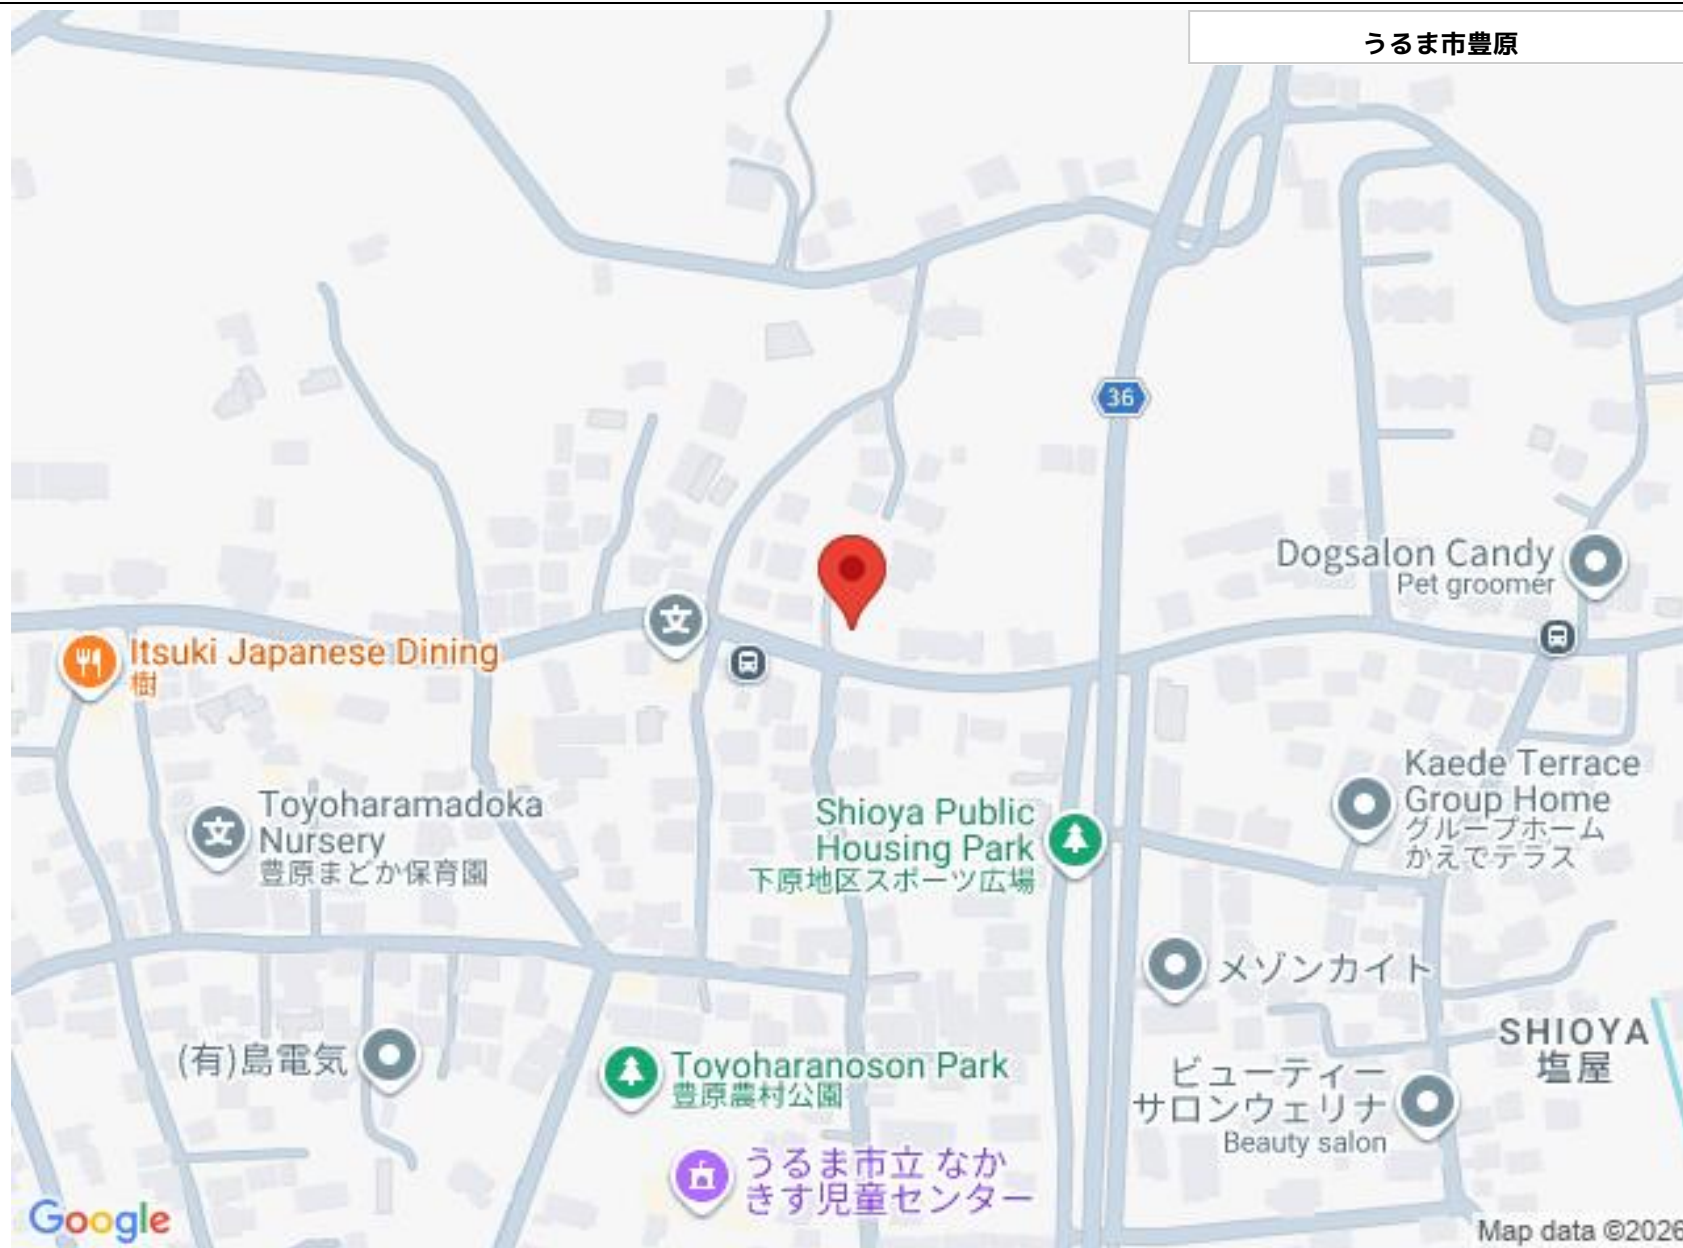 うるま市豊原
36
Dogsalon Candy
Pet groomer
文
Itsuki Japanese Dining
樹
Kaede Terrace
Group Home
グループホーム
かえでテラス
Toyoharamadoka
Nursery
豊原まどか保育園
文
Shioya Public
Housing Park
下原地区スポーツ広場
メゾンカイト
SHIOYA
塩屋
(有)島電気
Toyoharanoson Park
豊原農村公園
ビューティー
サロンウェリナ
Beauty salon
うるま市立 なか
きす児童センター
Google
Map data ©2026